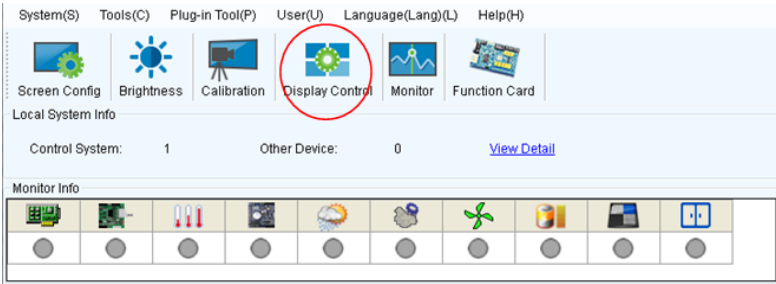 System(S) Tools(C) Plug-in Tool(P) User(U) Language(Lang)(L) Help(H)
Screen Config Brightness Calibration Display Control Monitor Function Card
Local System Info
Control System: 1 Other Device: 0 View Detail
Monitor Info